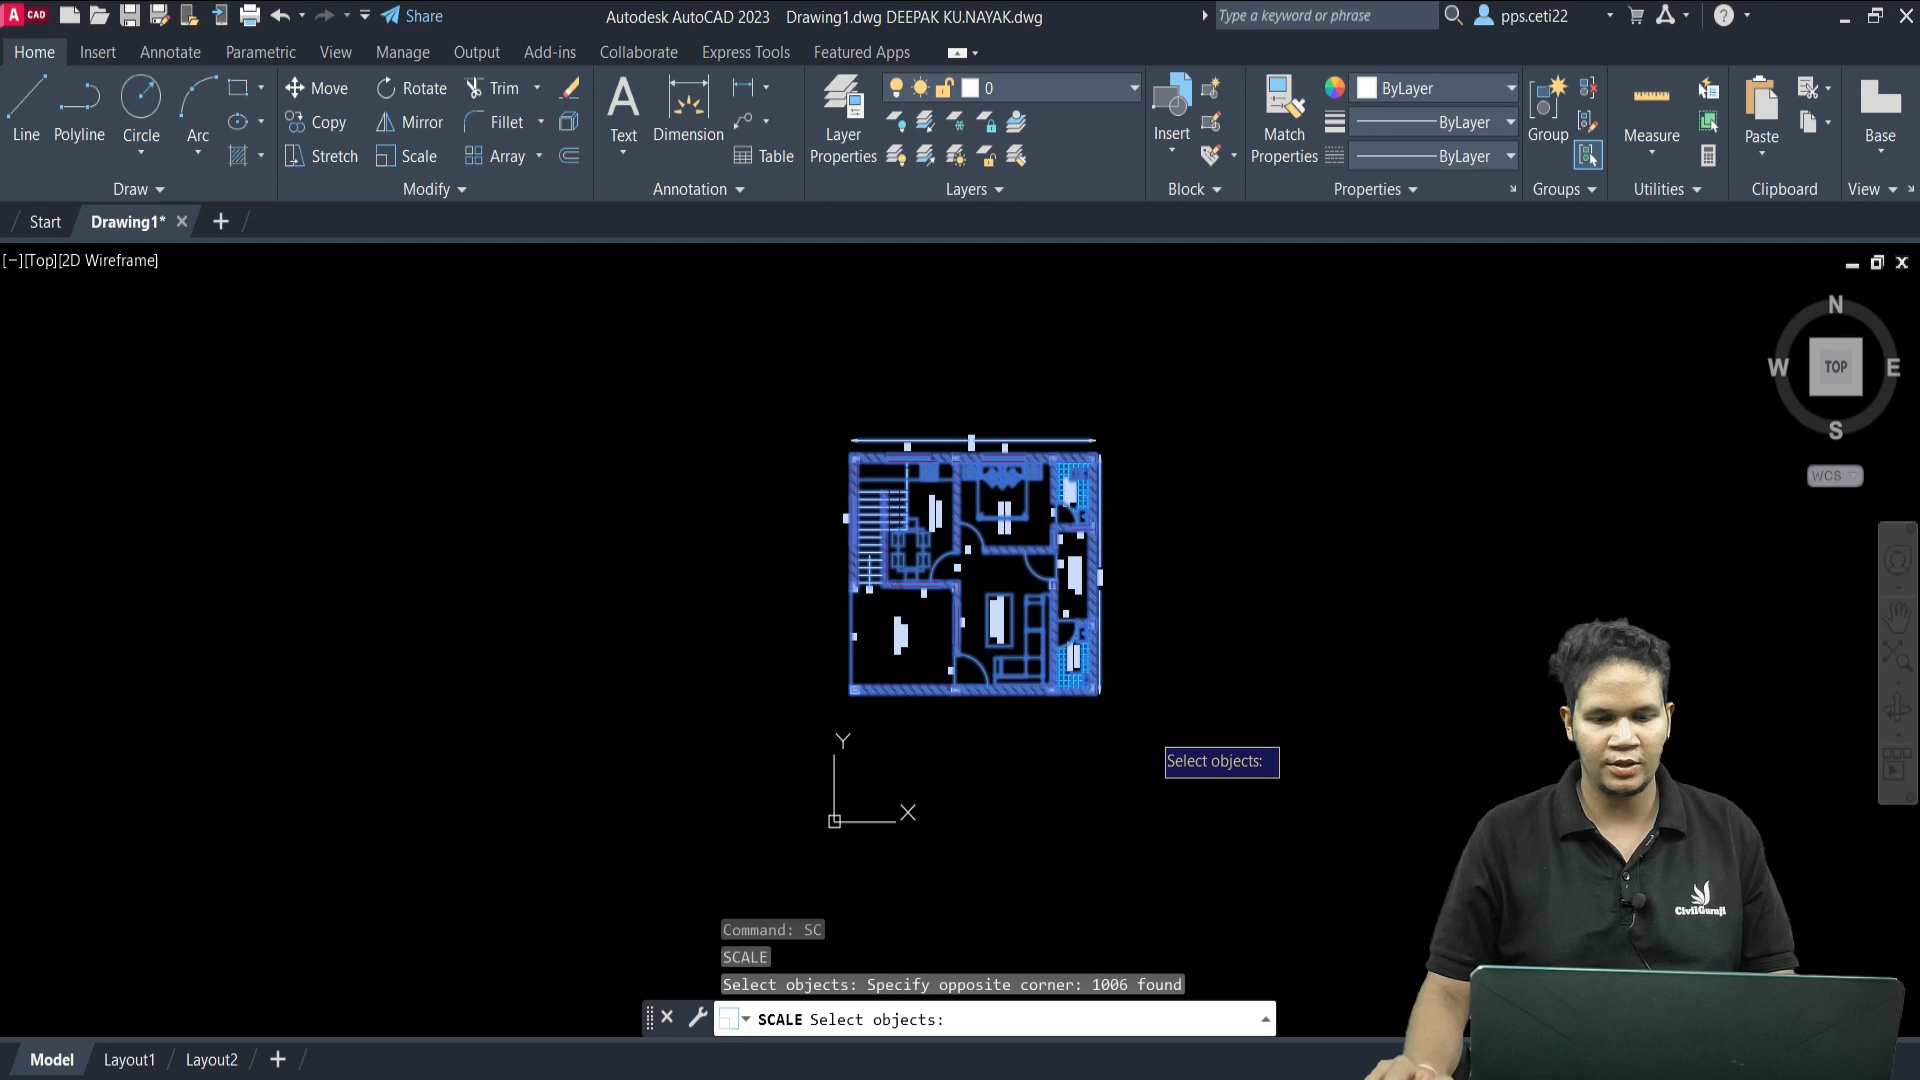 A CAD Share Autodesk AutoCAD 2023 Drawing1.dwg DEEPAK KU.NAYAK.dwg Type a keyword or phrase pps.ceti22
Home Insert Annotate Parametric View Manage Output Add-ins Collaborate Express Tools Featured Apps
Line Polyline Circle Arc
Move Rotate Trim
Copy Mirror Fillet
Stretch Scale Array
Text Dimension Table
Layer Properties 0
Insert
Match Properties ByLayer
ByLayer
ByLayer
Group Measure Paste Base
Draw Modify Annotation Layers Block Properties Groups Utilities Clipboard View
Start Drawing1* +
[−][Top][2D Wireframe]
N
W TOP E
S
WCS
Y
X
Select objects:
CivilGuruji
Command: SC
SCALE
Select objects: Specify opposite corner: 1006 found
SCALE Select objects:
Model Layout1 Layout2 +